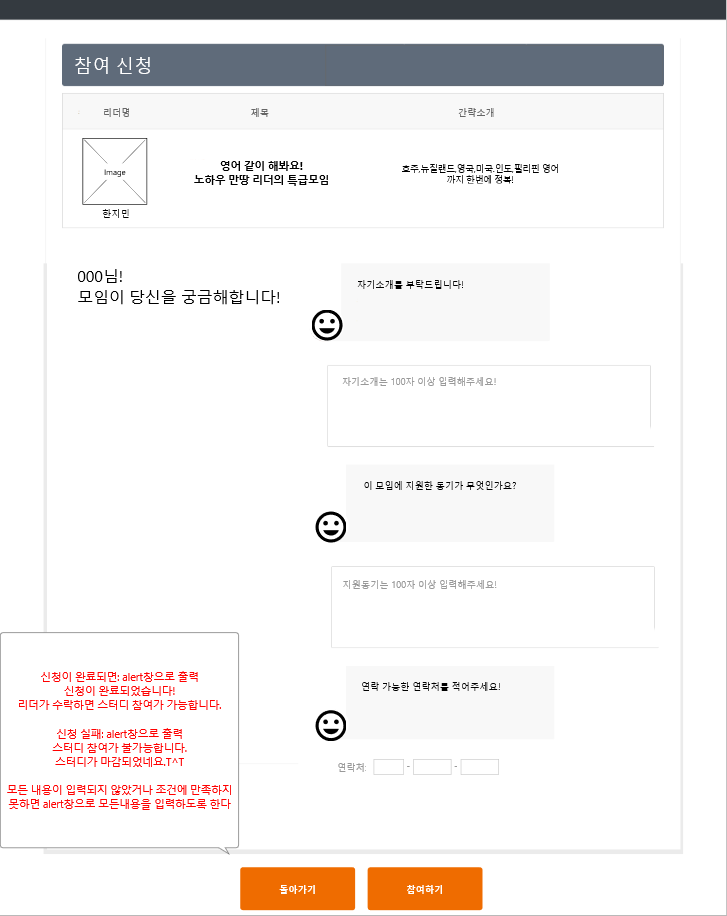 참여 신청
리더명 제목 간략소개
Image
한지민
영어 같이 해봐요!
노하우 만땅 리더의 특급모임
호주,뉴질랜드,영국,미국,인도,필리핀 영어
까지 한번에 정복!
000님!
모임이 당신을 궁금해합니다!
자기소개를 부탁드립니다!
자기소개는 100자 이상 입력해주세요!
이 모임에 지원한 동기가 무엇인가요?
지원동기는 100자 이상 입력해주세요!
연락 가능한 연락처를 적어주세요!
연락처: - -
신청이 완료되면: alert창으로 출력
신청이 완료되었습니다!
리더가 수락하면 스터디 참여가 가능합니다.
신청 실패: alert창으로 출력
스터디 참여가 불가능합니다.
스터디가 마감되었네요.T^T
모든 내용이 입력되지 않았거나 조건에 만족하지
못하면 alert창으로 모든내용을 입력하도록 한다
돌아가기
참여하기